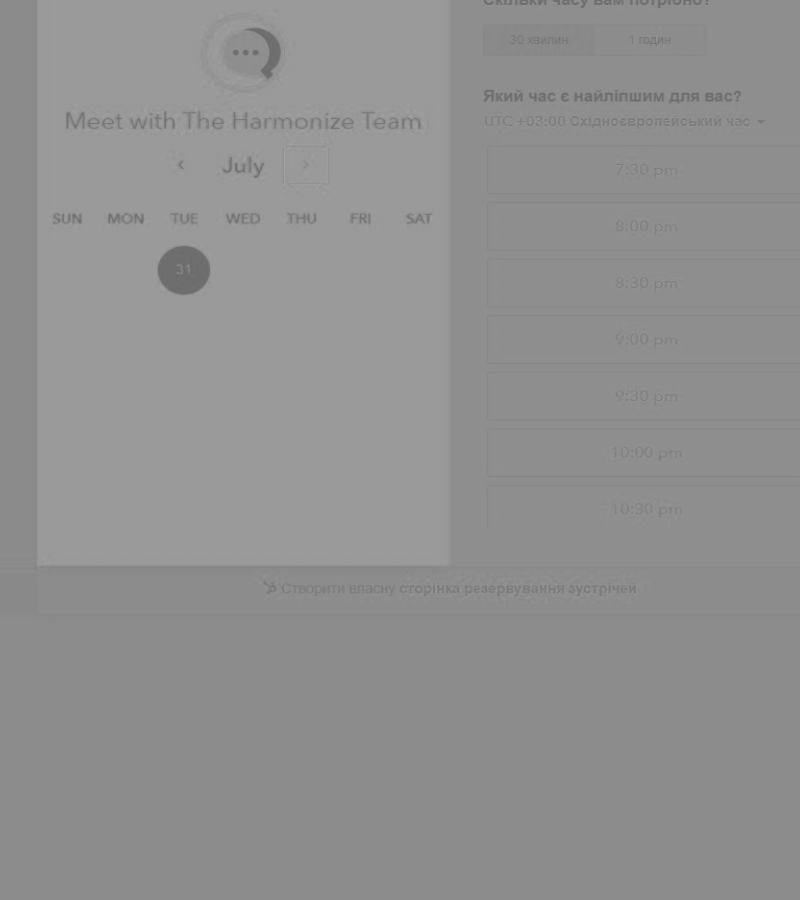 Meet with The Harmonize Team
July
SUN MON TUE WED THU FRI SAT
31
Скільки часу вам потрібно?
30 хвилин 1 годин
Який час є найліпшим для вас?
UTC +03:00 Східноєвропейський час
7:30 pm
8:00 pm
8:30 pm
9:00 pm
9:30 pm
10:00 pm
10:30 pm
Створити власну сторінка резервування зустрічей